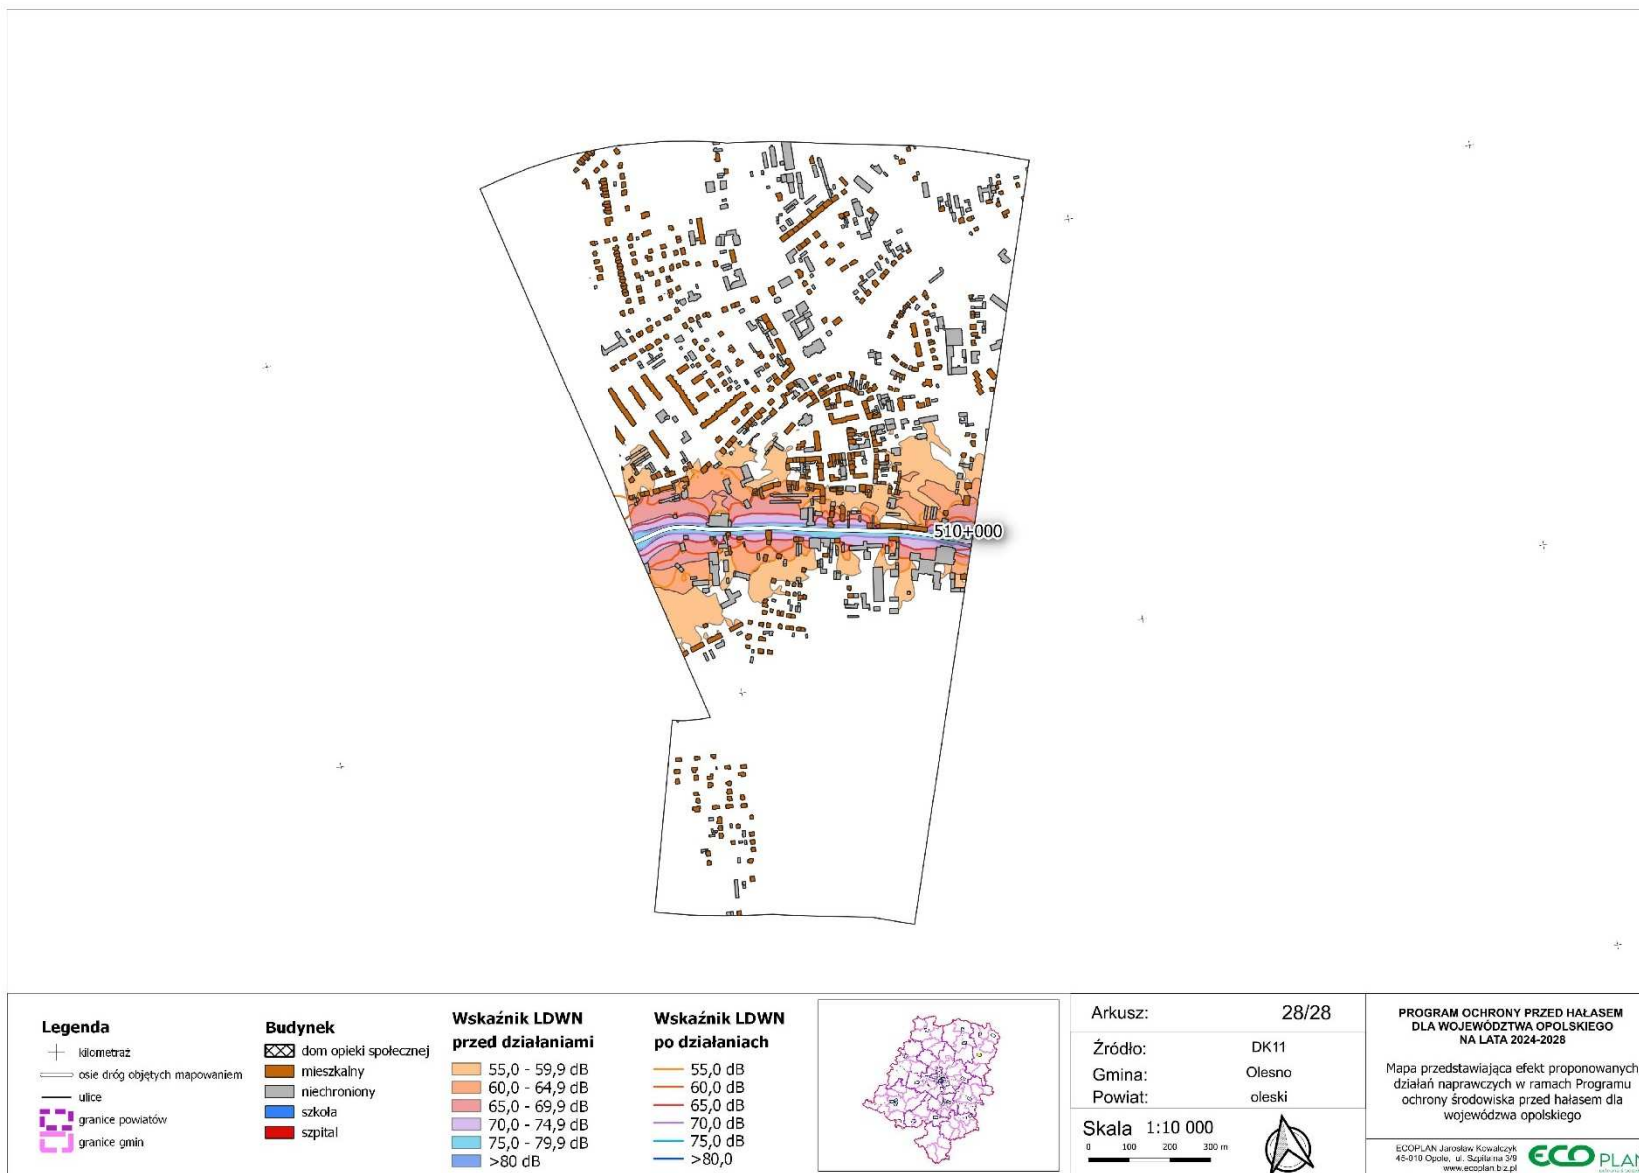 510+000
Legenda
kilometraż
osie dróg objętych mapowaniem
ulice
granice powiatów
granice gmin
Budynek
dom opieki społecznej
mieszkalny
niechroniony
szkoła
szpital
Wskaźnik LDWN
przed działaniami
55,0 - 59,9 dB
60,0 - 64,9 dB
65,0 - 69,9 dB
70,0 - 74,9 dB
75,0 - 79,9 dB
>80 dB
Wskaźnik LDWN
po działaniach
55,0 dB
60,0 dB
65,0 dB
70,0 dB
75,0 dB
>80,0
Arkusz: 28/28
Źródło: DK11
Gmina: Olesno
Powiat: oleski
Skala 1:10 000
0 100 200 300 m
PROGRAM OCHRONY PRZED HAŁASEM
DLA WOJEWÓDZTWA OPOLSKIEGO
NA LATA 2024-2028
Mapa przedstawiająca efekt proponowanych
działań naprawczych w ramach Programu
ochrony środowiska przed hałasem dla
województwa opolskiego
ECOPLAN Jarosław Kowalczyk
45-010 Opole, ul. Szpitalna 3/9
www.ecoplan.biz.pl
ECO PLAN